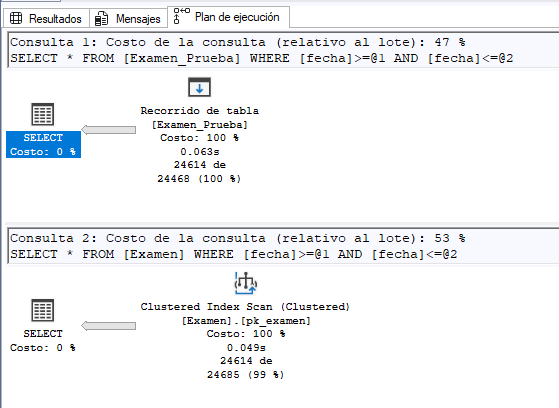 Resultados Mensajes Plan de ejecución
Consulta 1: Costo de la consulta (relativo al lote): 47 %
SELECT * FROM [Examen_Prueba] WHERE [fecha]>=@1 AND [fecha]<=@2
Recorrido de tabla
[Examen_Prueba]
Costo: 100 %
0.063s
24614 de
24468 (100 %)
SELECT
Costo: 0 %
Consulta 2: Costo de la consulta (relativo al lote): 53 %
SELECT * FROM [Examen] WHERE [fecha]>=@1 AND [fecha]<=@2
Clustered Index Scan (Clustered)
[Examen].[pk_examen]
Costo: 100 %
0.049s
24614 de
24685 (99 %)
SELECT
Costo: 0 %